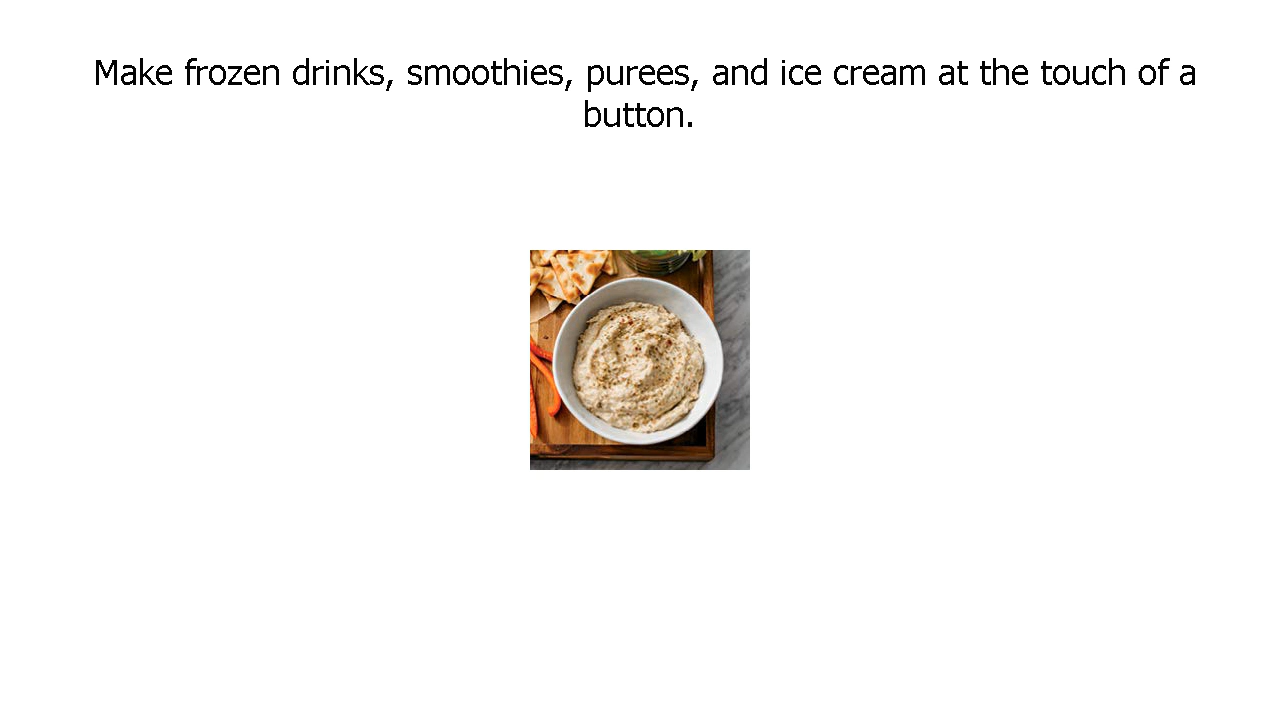 Make frozen drinks, smoothies, purees, and ice cream at the touch of a
button.